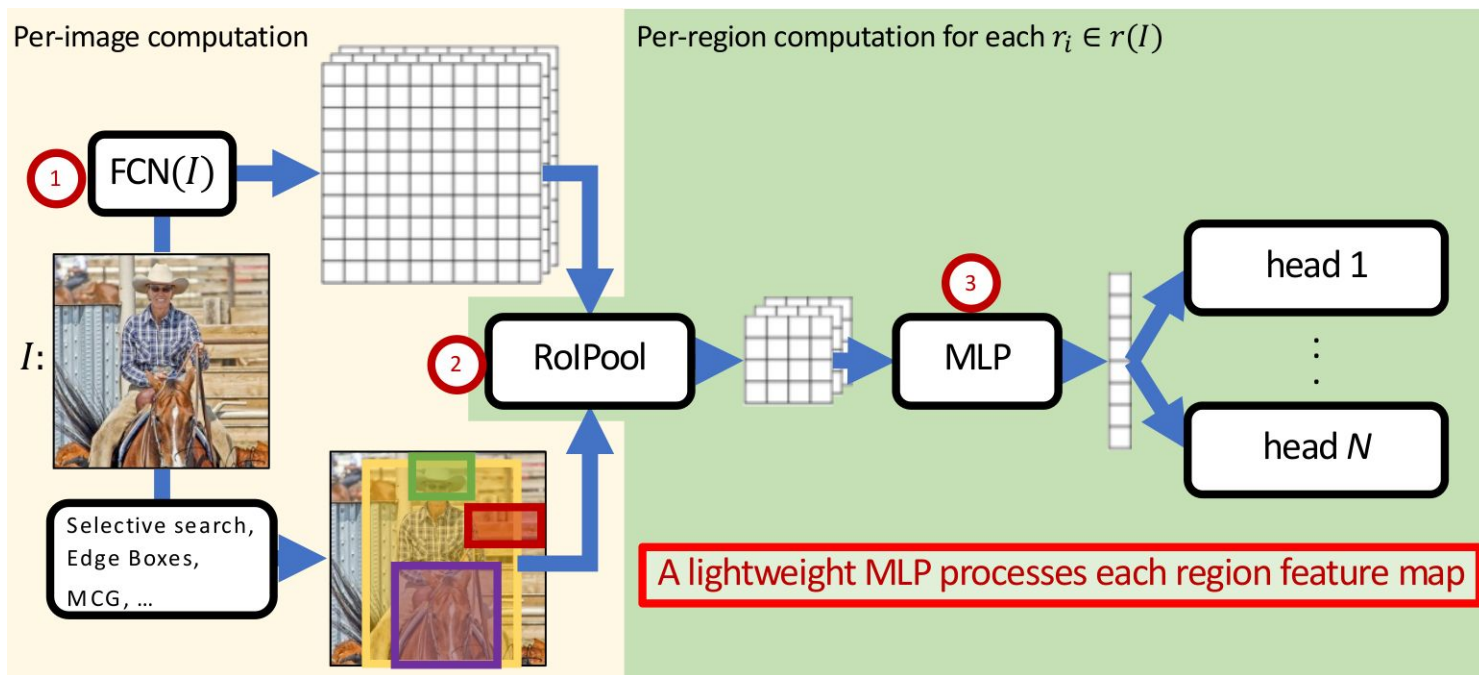 Per-image computation
Per-region computation for each 𝑟ᵢ ∈ 𝑟(𝐼)
1
FCN(𝐼)
𝐼:
Selective search,
Edge Boxes,
MCG, …
2
RoIPool
3
MLP
head 1
:
.
head N
A lightweight MLP processes each region feature map